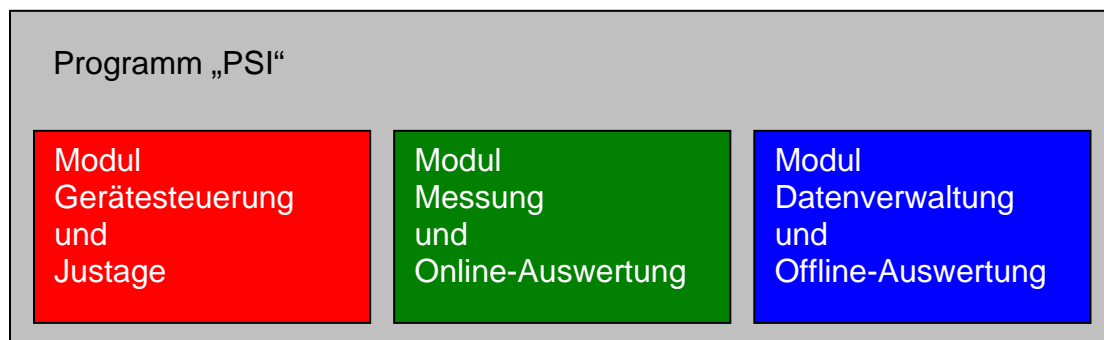 Programm „PSI“
Modul
Gerätesteuerung
und
Justage
Modul
Messung
und
Online-Auswertung
Modul
Datenverwaltung
und
Offline-Auswertung